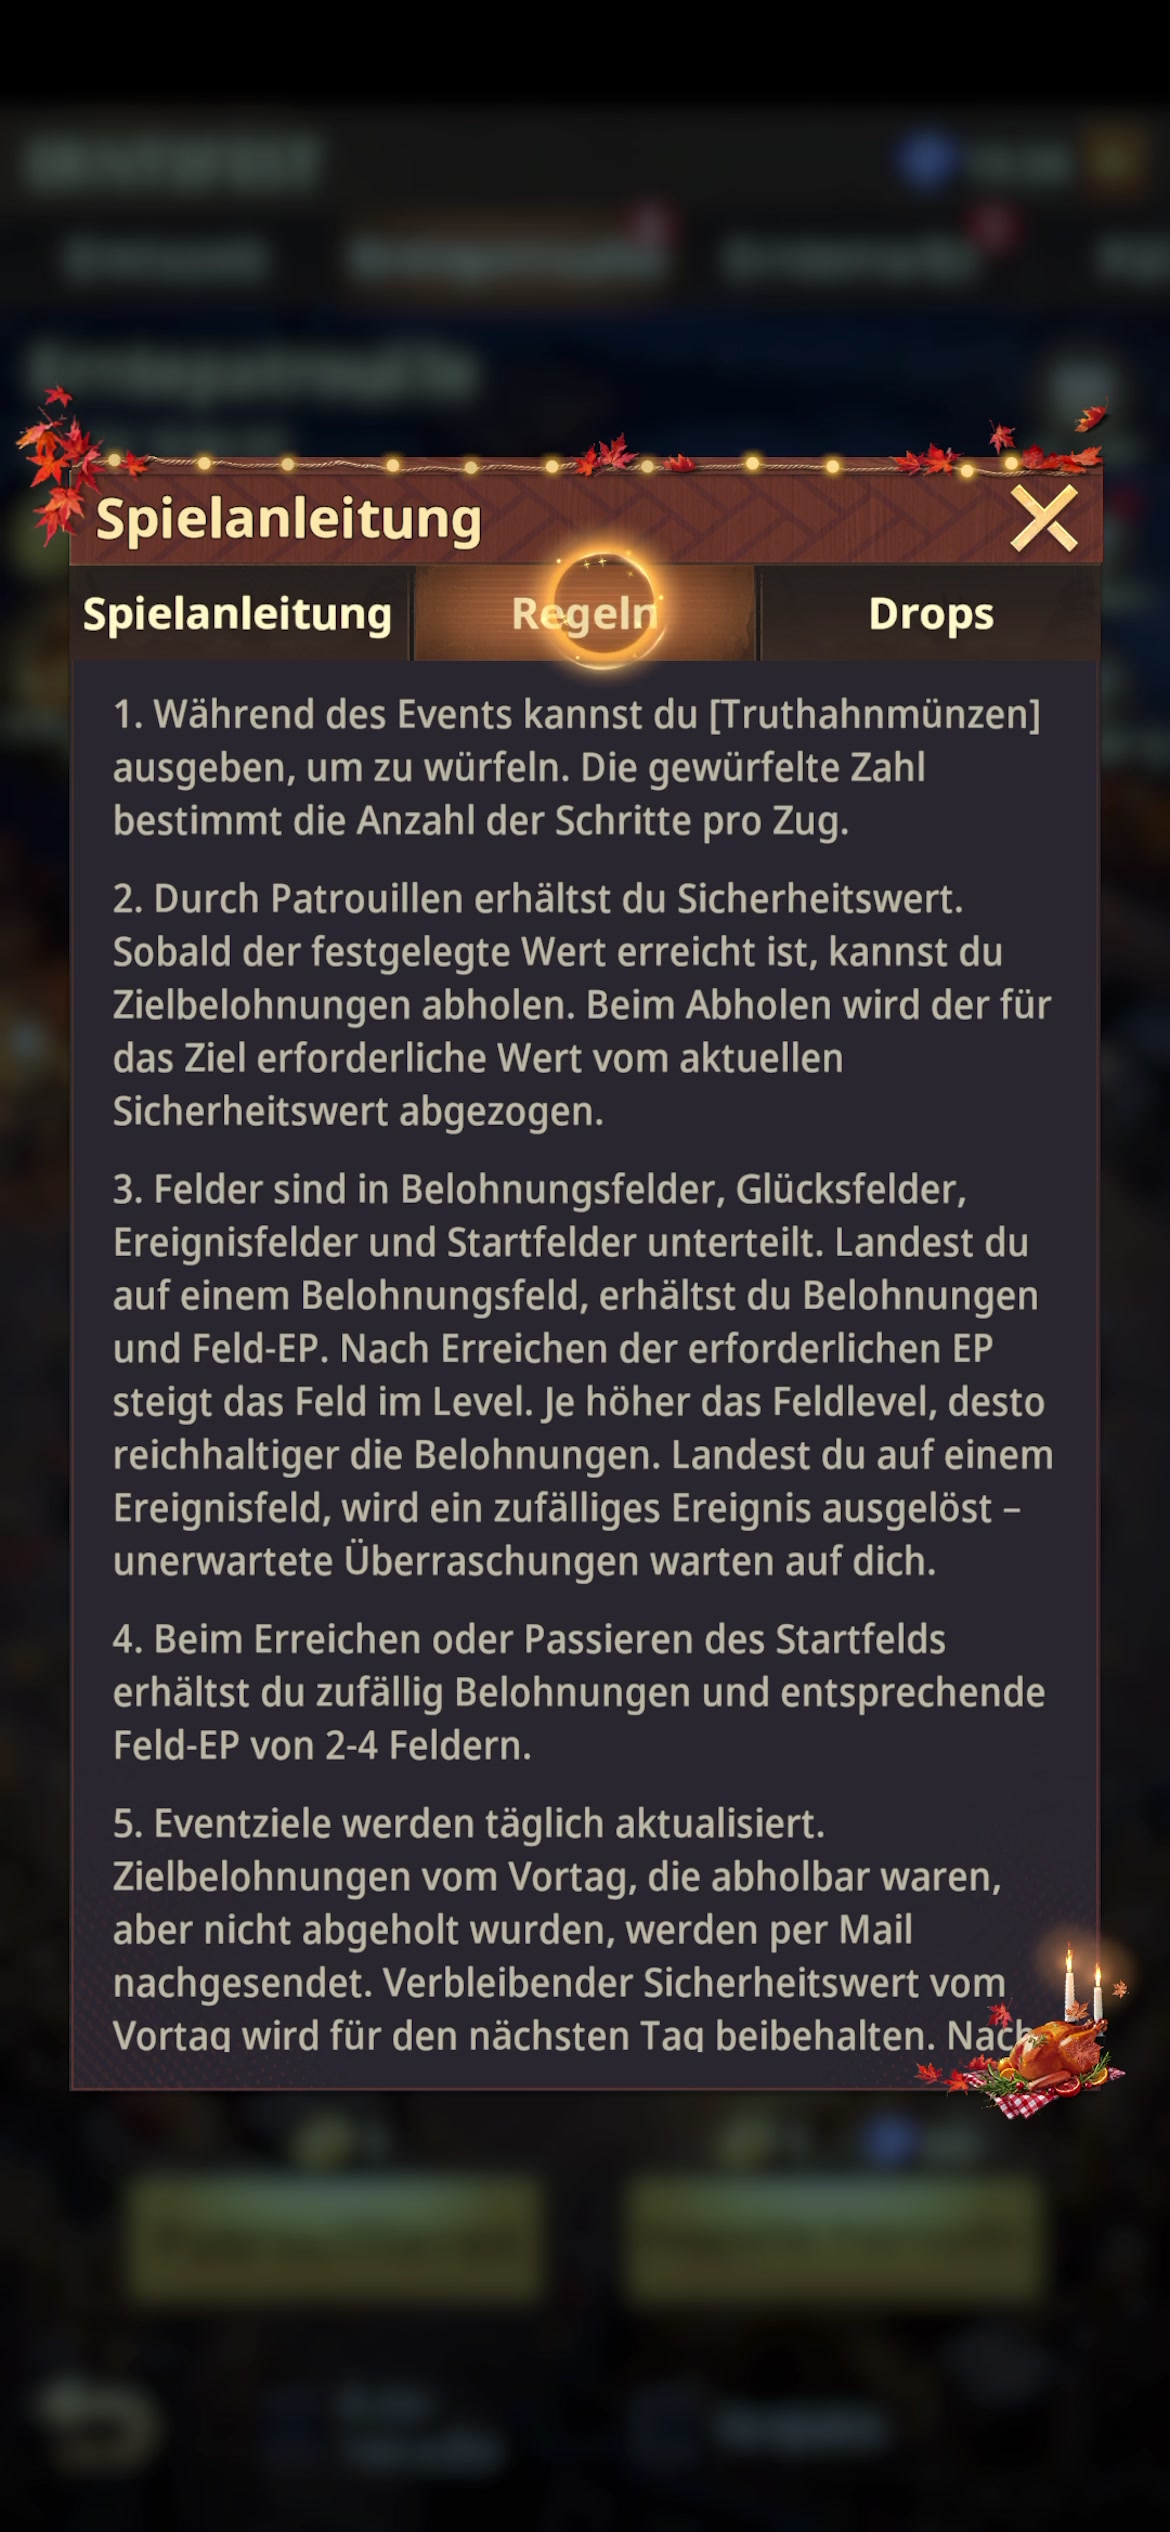 Spielanleitung
Spielanleitung
Regeln
Drops
1. Während des Events kannst du [Truthahnmünzen]
ausgeben, um zu würfeln. Die gewürfelte Zahl
bestimmt die Anzahl der Schritte pro Zug.
2. Durch Patrouillen erhältst du Sicherheitswert.
Sobald der festgelegte Wert erreicht ist, kannst du
Zielbelohnungen abholen. Beim Abholen wird der für
das Ziel erforderliche Wert vom aktuellen
Sicherheitswert abgezogen.
3. Felder sind in Belohnungsfelder, Glücksfelder,
Ereignisfelder und Startfelder unterteilt. Landest du
auf einem Belohnungsfeld, erhältst du Belohnungen
und Feld-EP. Nach Erreichen der erforderlichen EP
steigt das Feld im Level. Je höher das Feldlevel, desto
reichhaltiger die Belohnungen. Landest du auf einem
Ereignisfeld, wird ein zufälliges Ereignis ausgelöst –
unerwartete Überraschungen warten auf dich.
4. Beim Erreichen oder Passieren des Startfelds
erhältst du zufällig Belohnungen und entsprechende
Feld-EP von 2-4 Feldern.
5. Eventziele werden täglich aktualisiert.
Zielbelohnungen vom Vortag, die abholbar waren,
aber nicht abgeholt wurden, werden per Mail
nachgesendet. Verbleibender Sicherheitswert vom
Vortag wird für den nächsten Tag beibehalten. Nach